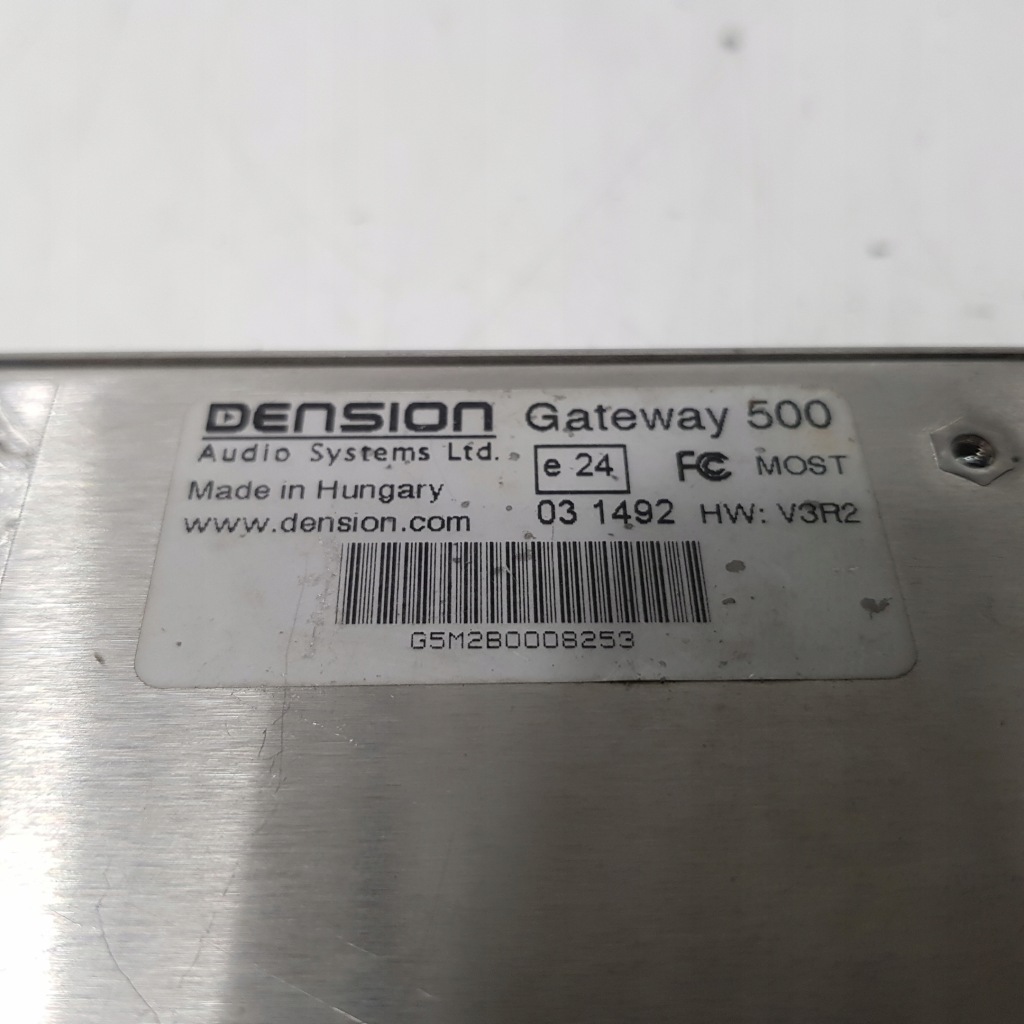 DENSION Gateway 500
Audio Systems Ltd. e 24 FC MOST
Made in Hungary
www.dension.com 03 1492 HW: V3R2
G5M2B0008253